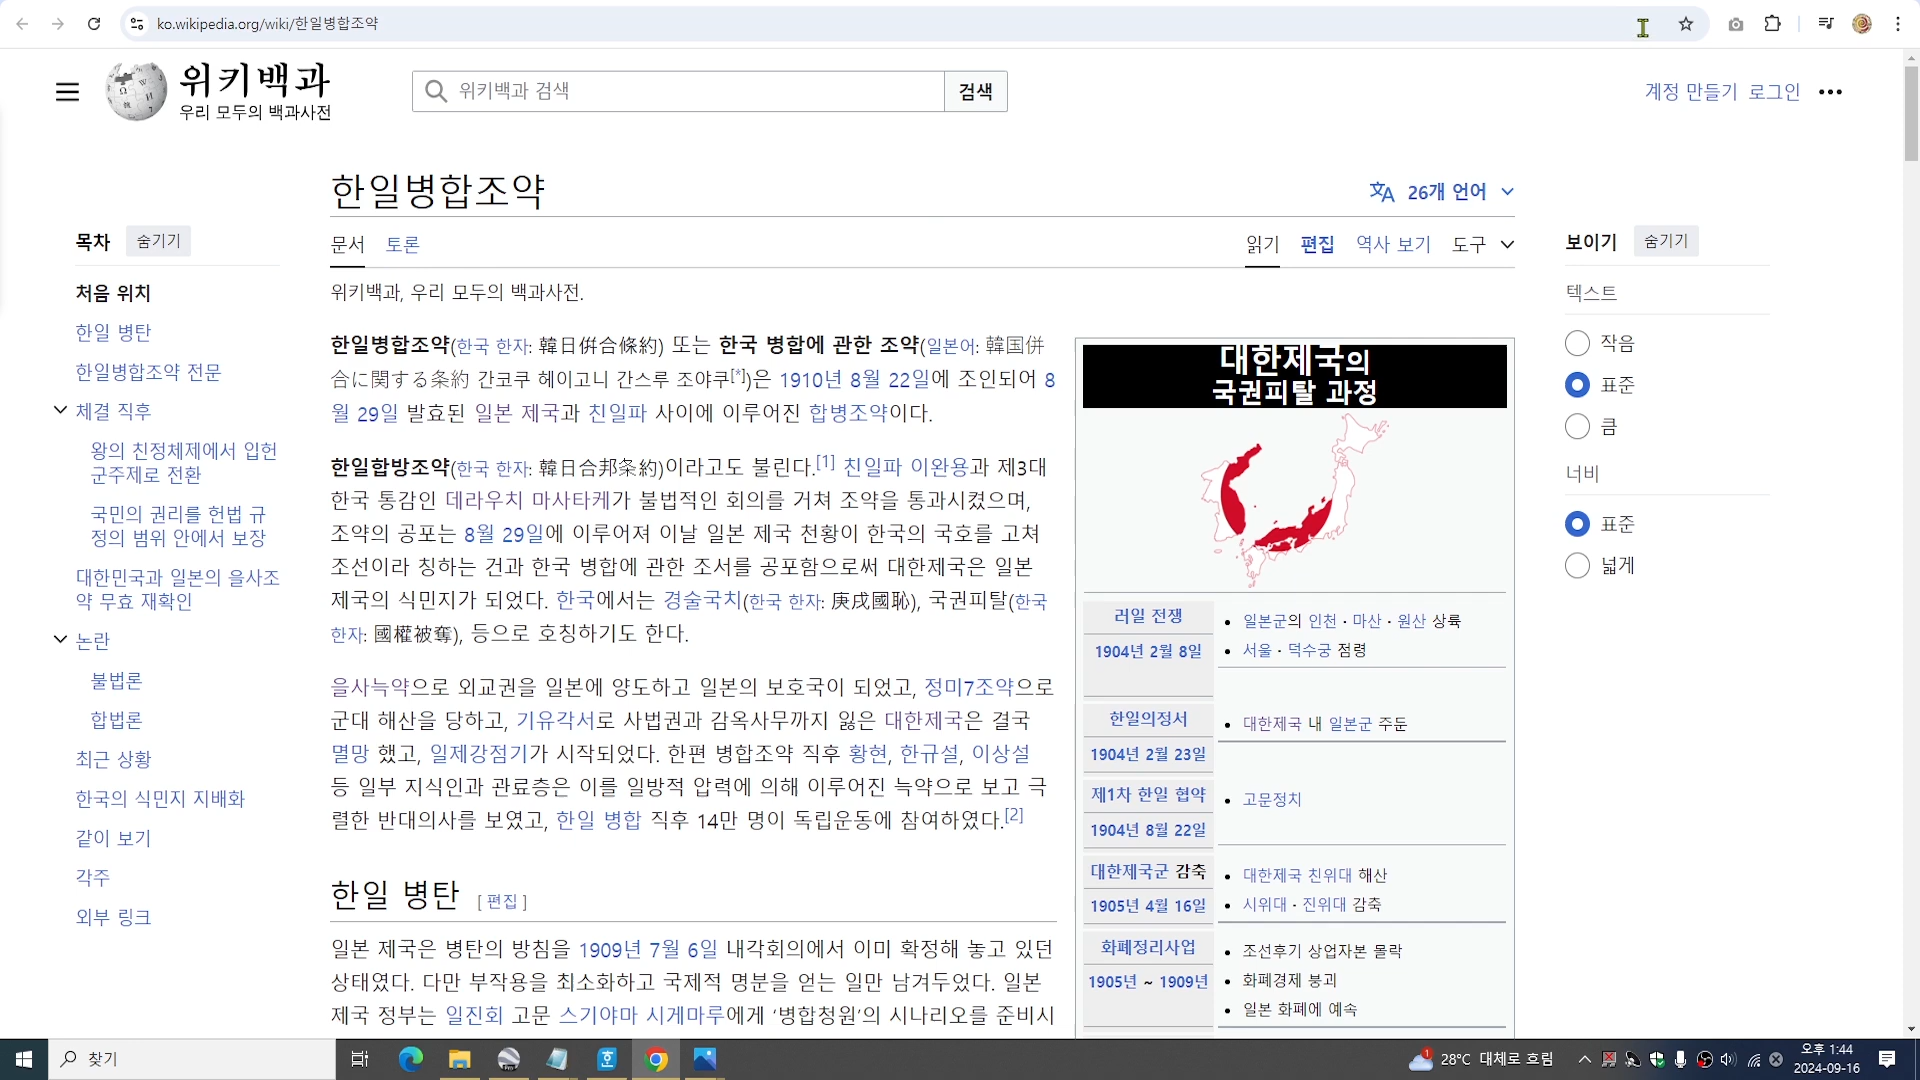 ko.wikipedia.org/wiki/한일병합조약
위키백과
우리 모두의 백과사전
위키백과 검색
검색
계정 만들기 로그인
목차 숨기기
처음 위치
한일 병탄
한일병합조약 전문
체결 직후
왕의 친정체제에서 입헌
군주제로 전환
국민의 권리를 헌법 규
정의 범위 안에서 보장
대한민국과 일본의 을사조
약 무효 재확인
논란
불법론
합법론
최근 상황
한국의 식민지 지배화
같이 보기
각주
외부 링크
한일병합조약
26개 언어
문서 토론
읽기 편집 역사 보기 도구
위키백과, 우리 모두의 백과사전.
한일병합조약(한국 한자: 韓日倂合條約) 또는 한국 병합에 관한 조약(일본어: 韓国併
合に関する条約 간코쿠 헤이고니 간스루 조야쿠[*])은 1910년 8월 22일에 조인되어 8
월 29일 발효된 일본 제국과 친일파 사이에 이루어진 합병조약이다.
한일합방조약(한국 한자: 韓日合邦条約)이라고도 불린다.[1] 친일파 이완용과 제3대
한국 통감인 데라우치 마사타케가 불법적인 회의를 거쳐 조약을 통과시켰으며,
조약의 공포는 8월 29일에 이루어져 이날 일본 제국 천황이 한국의 국호를 고쳐
조선이라 칭하는 건과 한국 병합에 관한 조서를 공포함으로써 대한제국은 일본
제국의 식민지가 되었다. 한국에서는 경술국치(한국 한자: 庚戌國恥), 국권피탈(한국
한자: 國權被奪), 등으로 호칭하기도 한다.
을사늑약으로 외교권을 일본에 양도하고 일본의 보호국이 되었고, 정미7조약으로
군대 해산을 당하고, 기유각서로 사법권과 감옥사무까지 잃은 대한제국은 결국
멸망 했고, 일제강점기가 시작되었다. 한편 병합조약 직후 황현, 한규설, 이상설
등 일부 지식인과 관료층은 이를 일방적 압력에 의해 이루어진 늑약으로 보고 극
렬한 반대의사를 보였고, 한일 병합 직후 14만 명이 독립운동에 참여하였다.[2]
한일 병탄 [ 편집 ]
일본 제국은 병탄의 방침을 1909년 7월 6일 내각회의에서 이미 확정해 놓고 있던
상태였다. 다만 부작용을 최소화하고 국제적 명분을 얻는 일만 남겨두었다. 일본
제국 정부는 일진회 고문 스기야마 시게마루에게 ‘병합청원’의 시나리오를 준비시
대한제국의
국권피탈 과정
러일 전쟁
1904년 2월 8일
일본군의 인천 · 마산 · 원산 상륙
서울 · 덕수궁 점령
한일의정서
1904년 2월 23일
대한제국 내 일본군 주둔
제1차 한일 협약
1904년 8월 22일
고문정치
대한제국군 감축
1905년 4월 16일
대한제국 친위대 해산
시위대 · 진위대 감축
화폐정리사업
1905년 ~ 1909년
조선후기 상업자본 몰락
화폐경제 붕괴
일본 화폐에 예속
보이기 숨기기
텍스트
작음
표준
큼
너비
표준
넓게
찾기
28°C 대체로 흐림
오후 1:44
2024-09-16